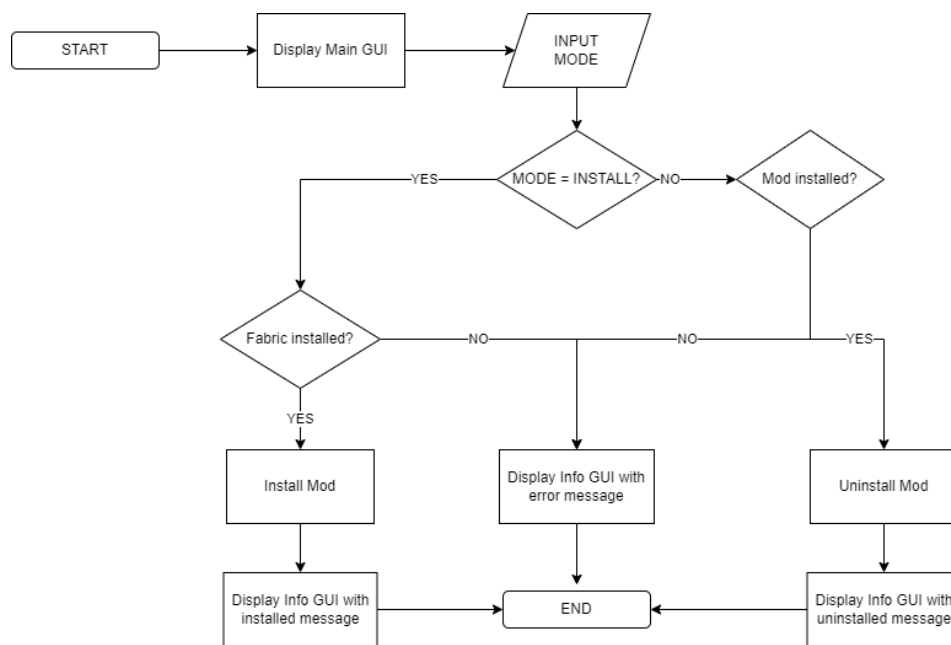 START
Display Main GUI
INPUT
MODE
YES
MODE = INSTALL?
NO
Mod installed?
Fabric installed?
NO
NO
YES
YES
Install Mod
Display Info GUI with
error message
Uninstall Mod
Display Info GUI with
installed message
END
Display Info GUI with
uninstalled message